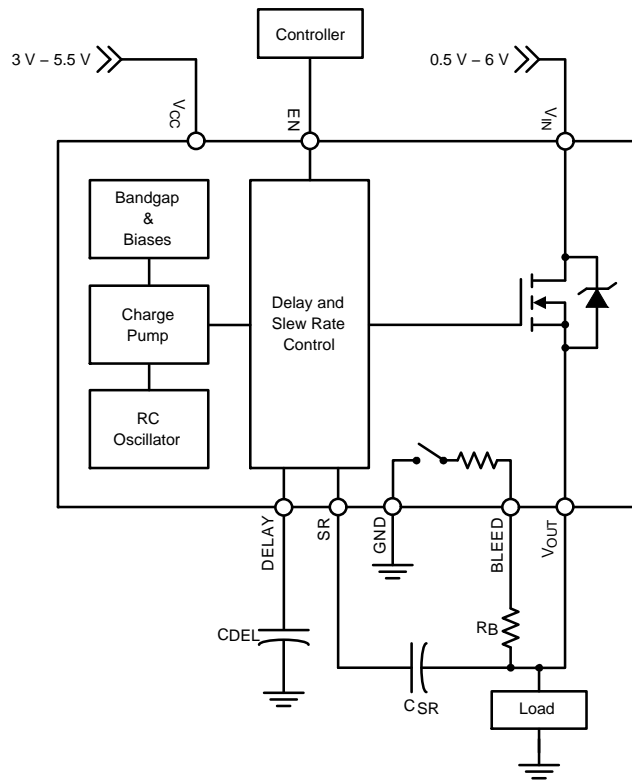 Controller
3 V – 5.5 V
0.5 V – 6 V
VCC
EN
VIN
Bandgap
&
Biases
Charge
Pump
RC
Oscillator
Delay and
Slew Rate
Control
DELAY
SR
GND
BLEED
VOUT
CDEL
RB
CSR
Load